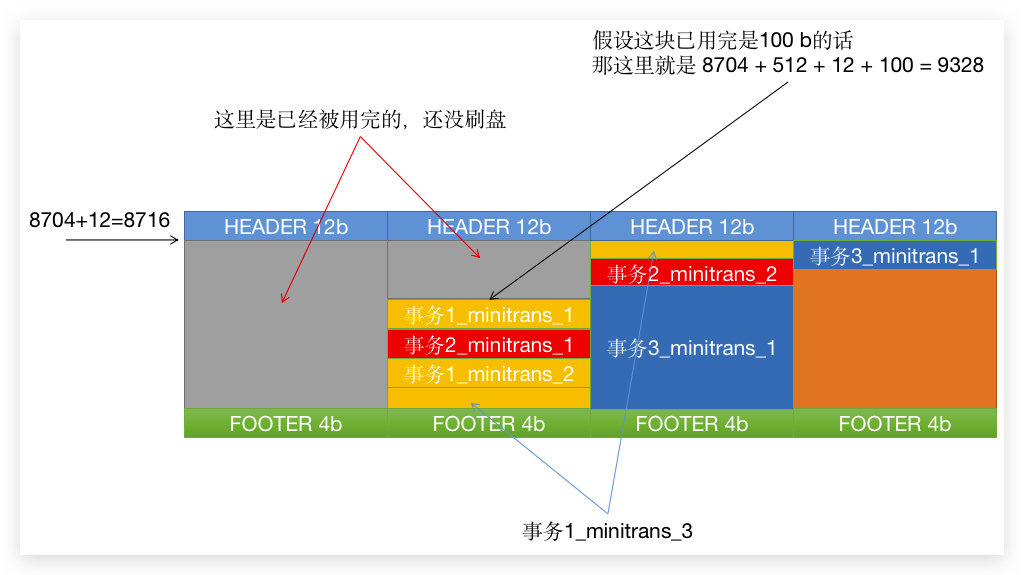 假设这块已用完是100 b的话
那这里就是 8704 + 512 + 12 + 100 = 9328
这里是已经被用完的，还没刷盘
8704+12=8716
HEADER 12b
HEADER 12b
HEADER 12b
HEADER 12b
事务1_minitrans_1
事务2_minitrans_1
事务1_minitrans_2
事务2_minitrans_2
事务3_minitrans_1
事务3_minitrans_1
FOOTER 4b
FOOTER 4b
FOOTER 4b
FOOTER 4b
事务1_minitrans_3